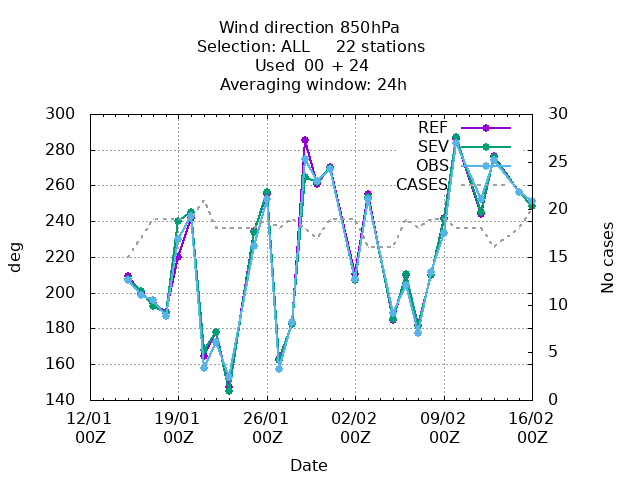 Wind direction 850hPa
Selection: ALL     22 stations
Used  00 + 24
Averaging window: 24h
300 30
REF
280
SEV
25
OBS
260
CASES
240 20
220 15
200
180 10
160 5
140 0
deg
No cases
12/01 19/01 26/01 02/02 09/02 16/02
00Z 00Z 00Z 00Z 00Z 00Z
Date